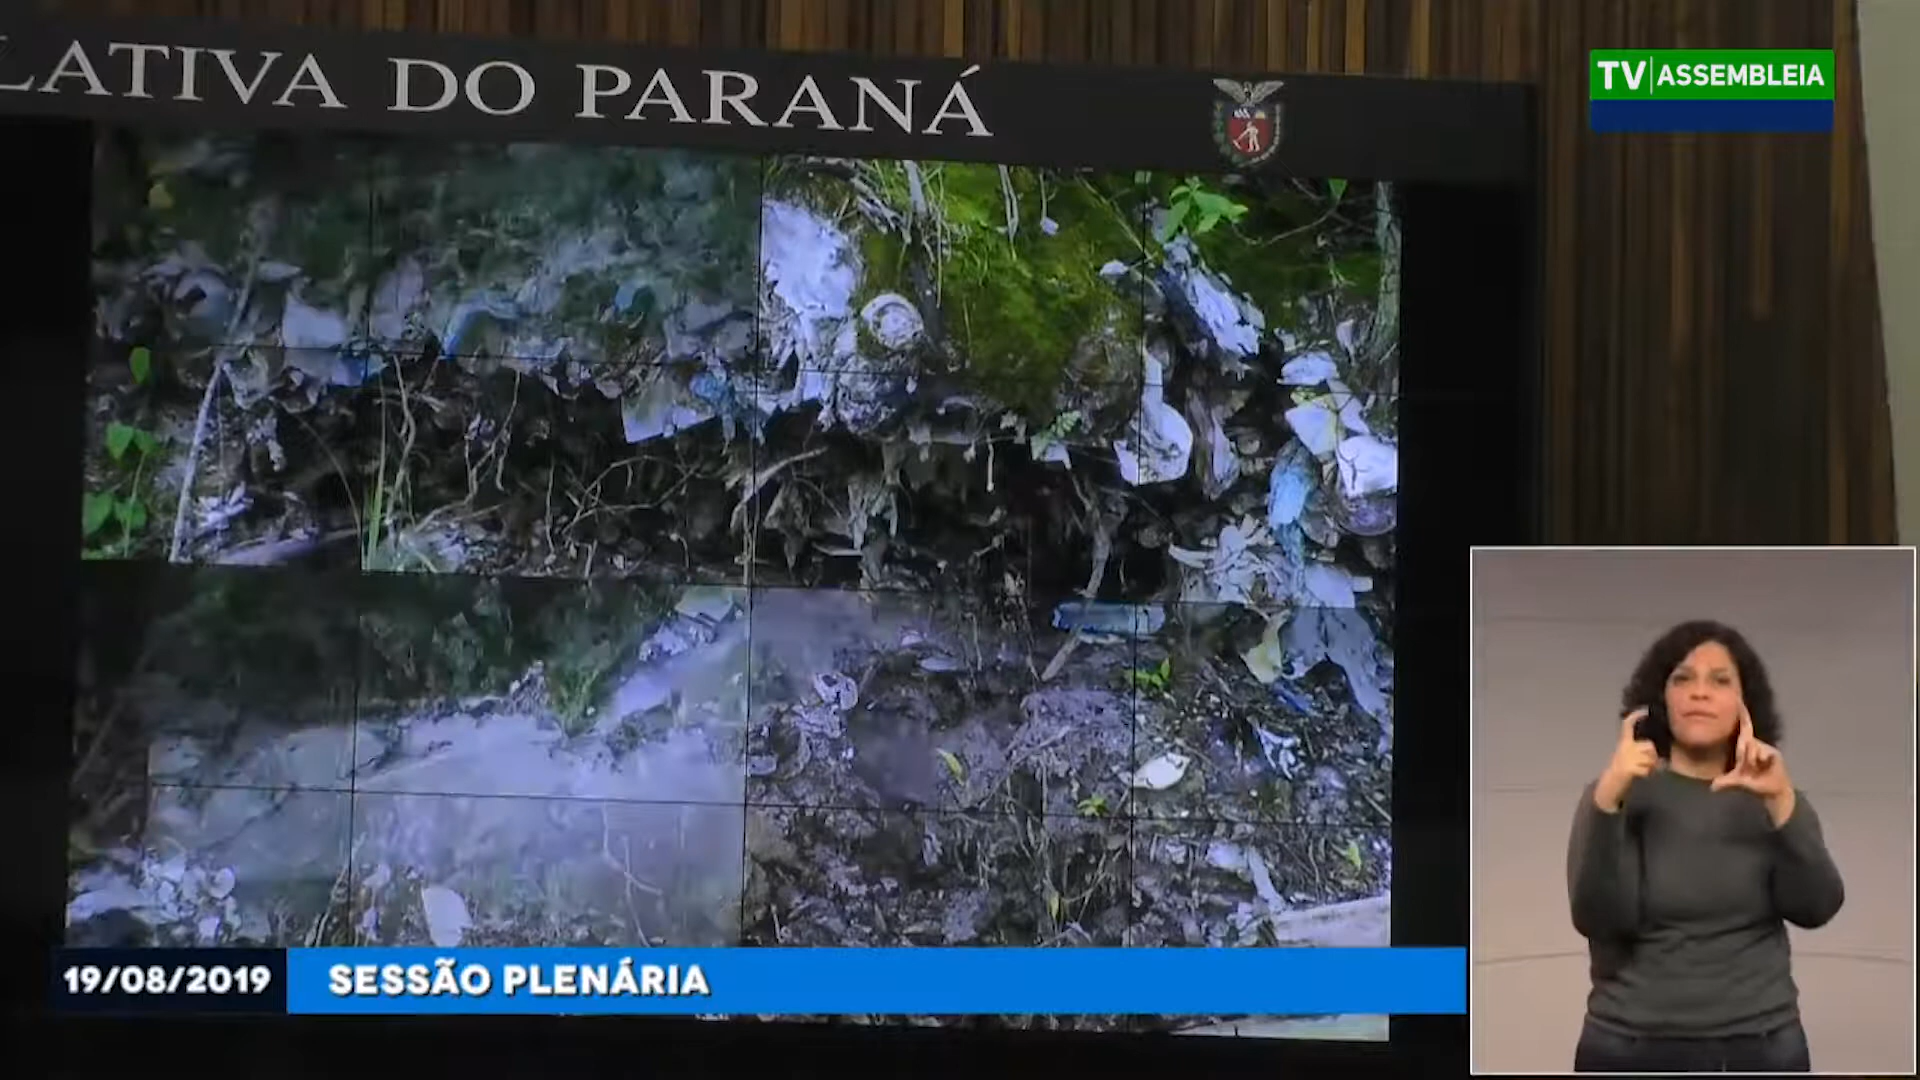 LATIVA DO PARANÁ
TV ASSEMBLEIA
19/08/2019
SESSÃO PLENÁRIA